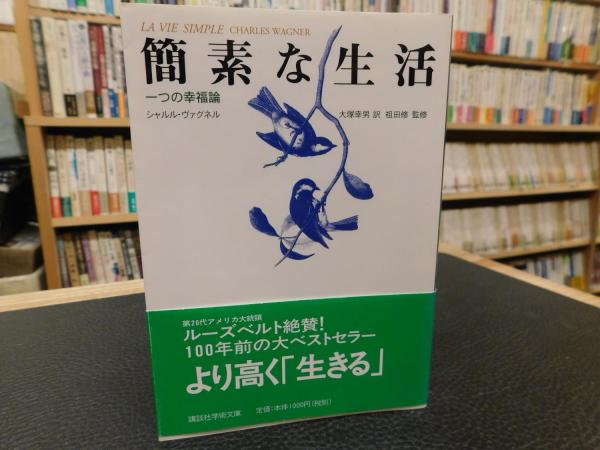 LA VIE SIMPLE CHARLES WAGNER
簡素な生活
一つの幸福論
シャルル・ヴァグネル
大塚幸男 訳 祖田修 監修
第26代アメリカ大統領
ルーズベルト絶賛!
100年前の大ベストセラー
より高く「生きる」
講談社学術文庫 定価:本体1000円(税別)